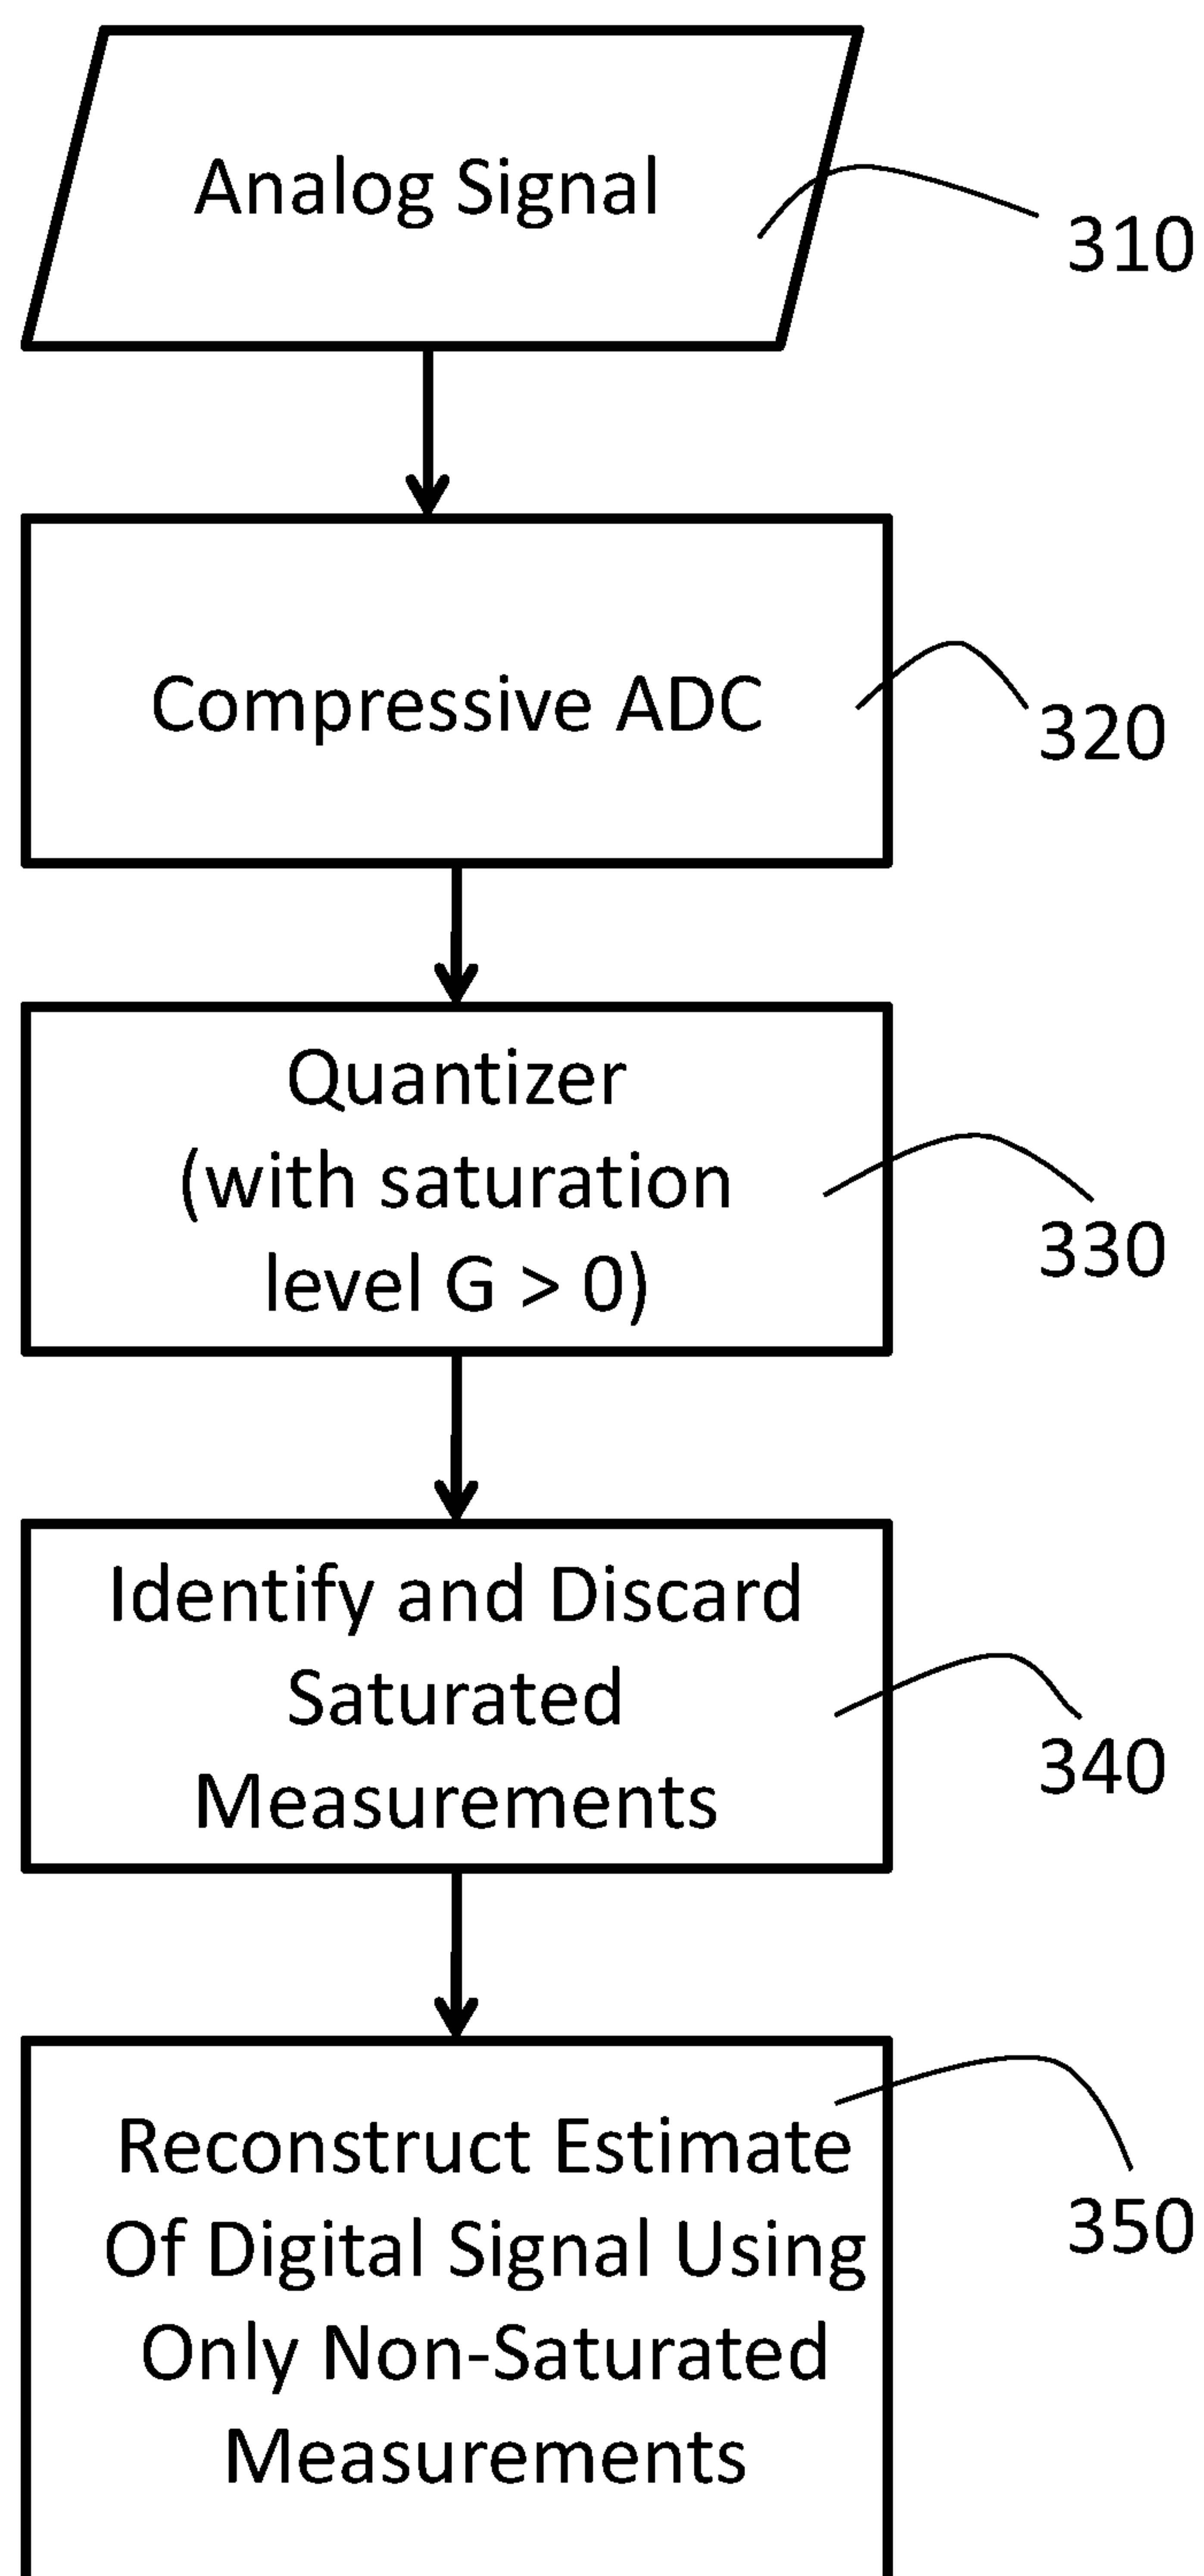 Analog Signal
310
Compressive ADC
320
Quantizer
(with saturation
level G > 0)
330
Identify and Discard
Saturated
Measurements
340
Reconstruct Estimate
Of Digital Signal Using
Only Non-Saturated
Measurements
350